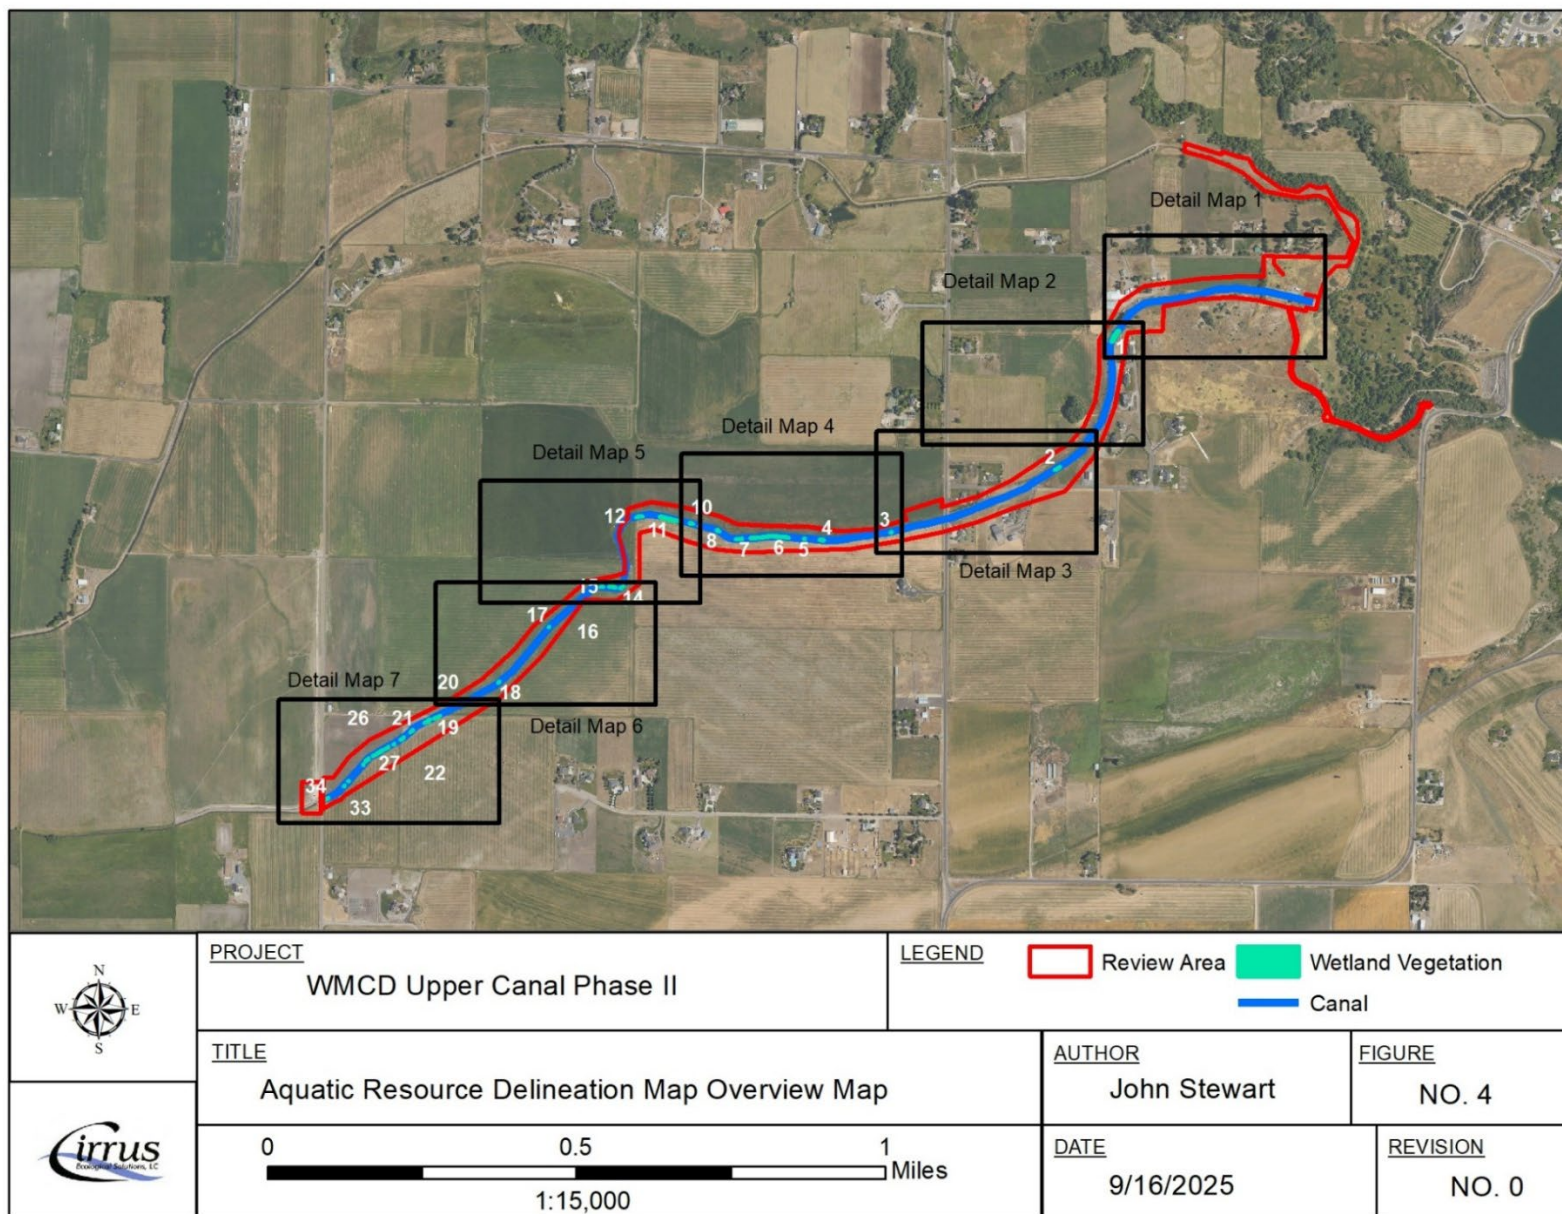 Detail Map 1
Detail Map 2
Detail Map 4
Detail Map 5
1
2
3
10
4
12
11
8
7
6
5
Detail Map 3
15
14
17
16
Detail Map 7
20
18
26
21
19
Detail Map 6
27
22
34
33
N
W
E
S
PROJECT
WMCD Upper Canal Phase II
LEGEND
Review Area
Wetland Vegetation
Canal
TITLE
Aquatic Resource Delineation Map Overview Map
AUTHOR
John Stewart
FIGURE
NO. 4
Cirrus
Ecological Solutions, LC
0 0.5 1
Miles
1:15,000
DATE
9/16/2025
REVISION
NO. 0